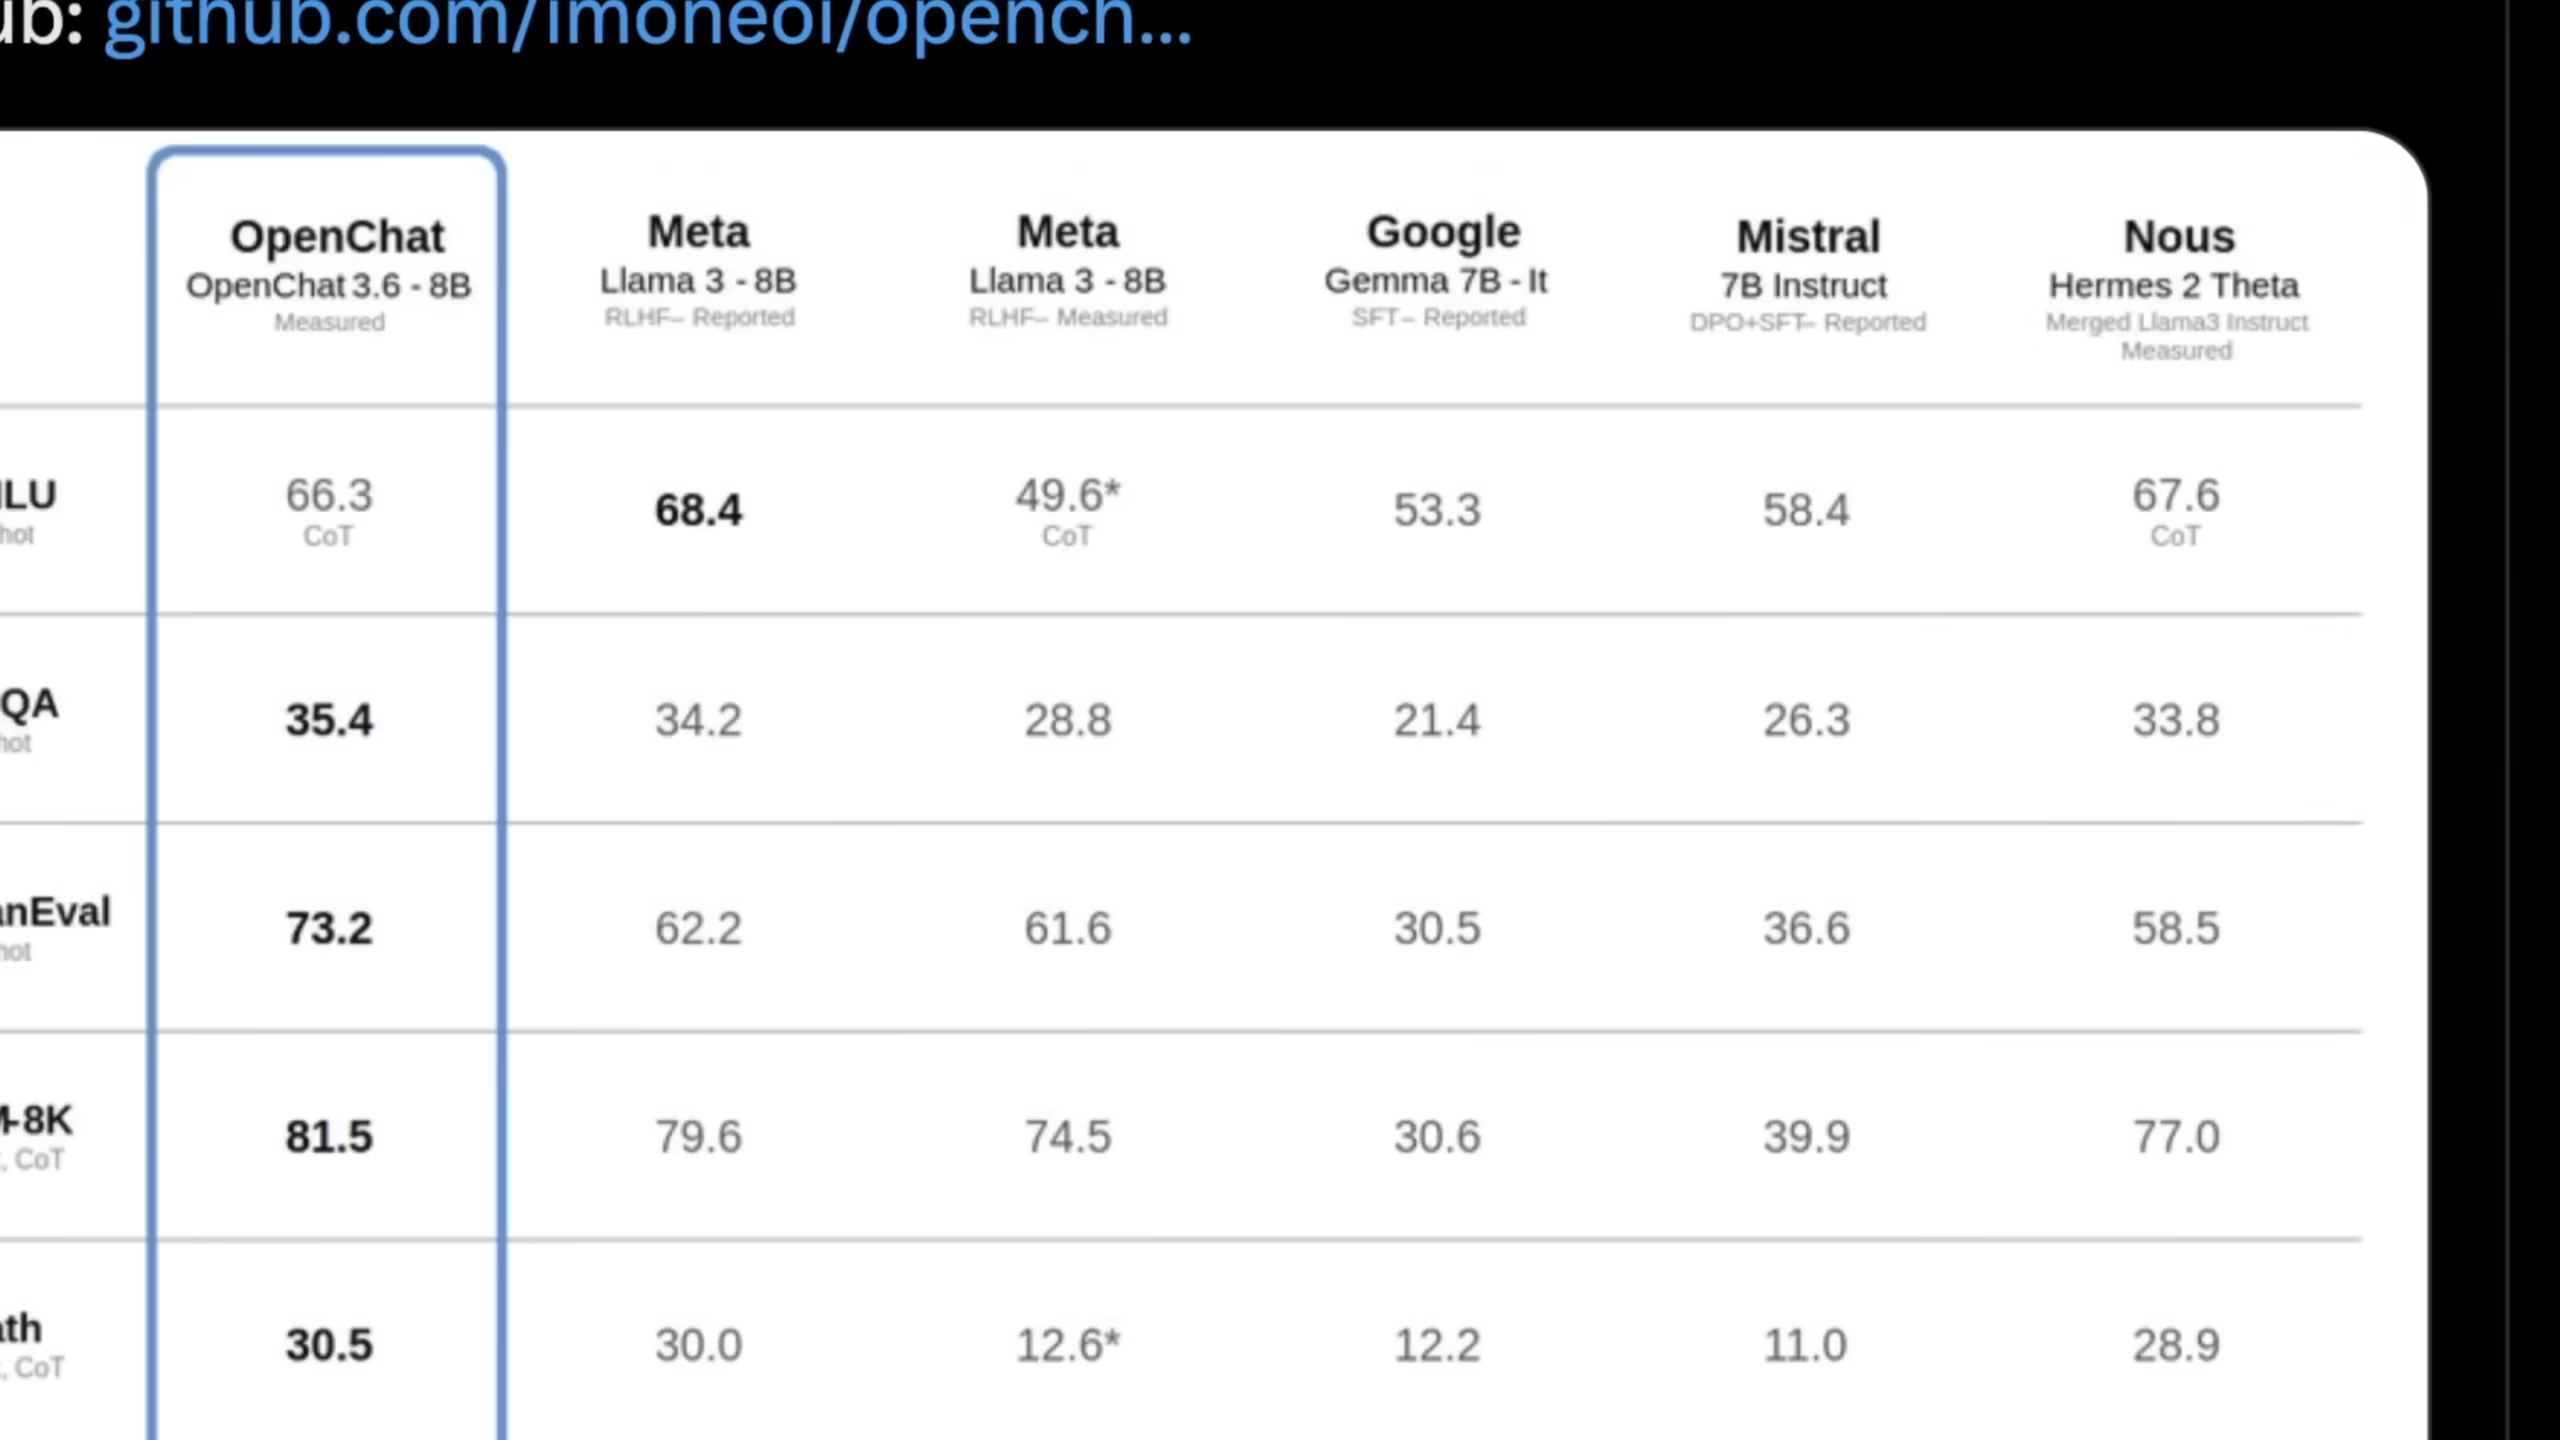 ub: github.com/imoneoi/opench...
OpenChat Meta Meta Google Mistral Nous
OpenChat 3.6 - 8B Llama 3 - 8B Llama 3 - 8B Gemma 7B - It 7B Instruct Hermes 2 Theta
Measured RLHF– Reported RLHF– Measured SFT– Reported DPO+SFT– Reported Merged Llama3 Instruct
Measured
LU 66.3 68.4 49.6* 53.3 58.4 67.6
hot CoT CoT CoT
QA 35.4 34.2 28.8 21.4 26.3 33.8
hot
anEval 73.2 62.2 61.6 30.5 36.6 58.5
hot
M-8K 81.5 79.6 74.5 30.6 39.9 77.0
, CoT
ath 30.5 30.0 12.6* 12.2 11.0 28.9
, CoT